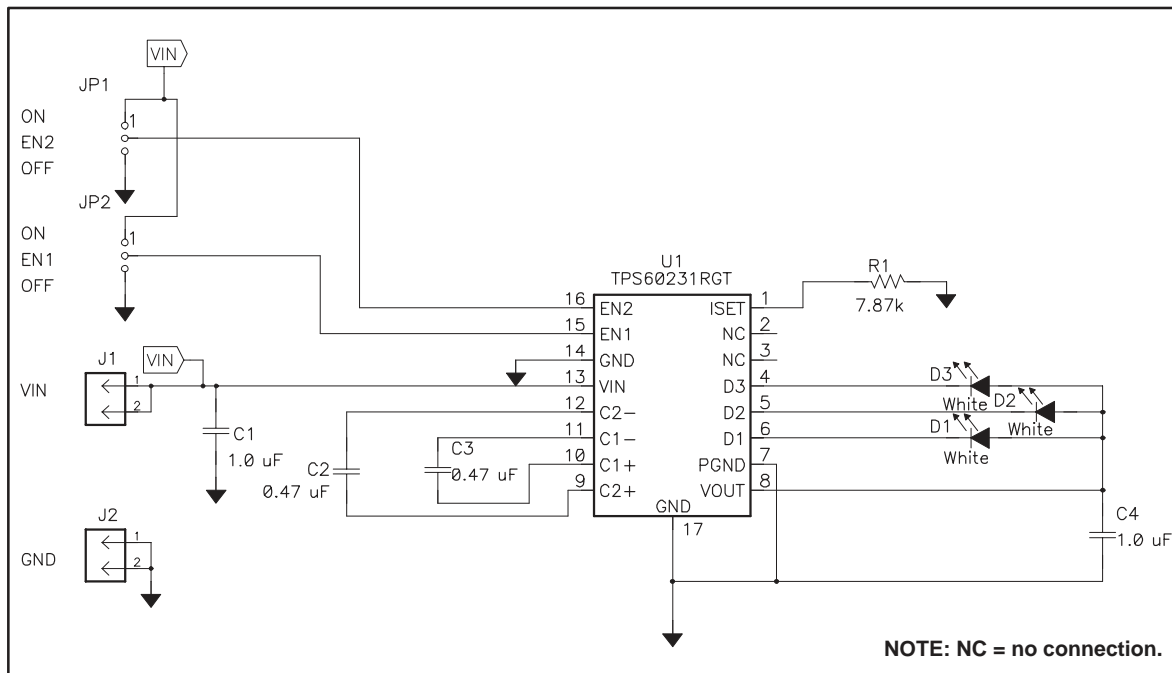 VIN
JP1
ON
1
EN2
OFF
JP2
ON
1
EN1
OFF
U1
TPS60231RGT
R1
7.87k
16 EN2 ISET 1
15 EN1 NC 2
14 GND NC 3
13 VIN D3 4
12 C2- D2 5
11 C1- D1 6
10 C1+ PGND 7
9 C2+ VOUT 8
GND
17
J1
VIN
VIN
1
2
C1
1.0 uF
C2
0.47 uF
C3
0.47 uF
D3
White
D2
White
D1
White
C4
1.0 uF
J2
GND
1
2
NOTE: NC = no connection.